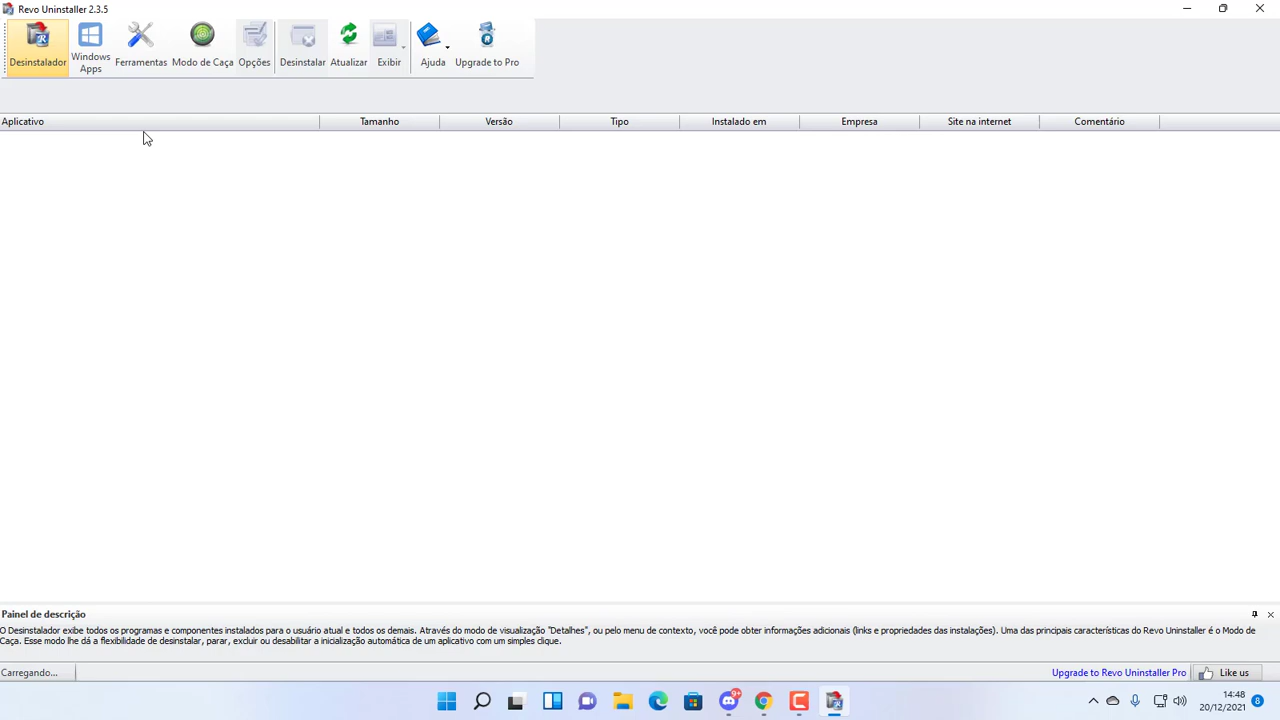 Revo Uninstaller 2.3.5
Desinstalador
Windows Apps
Ferramentas
Modo de Caça
Opções
Desinstalar
Atualizar
Exibir
Ajuda
Upgrade to Pro
Aplicativo
Tamanho
Versão
Tipo
Instalado em
Empresa
Site na internet
Comentário
Painel de descrição
O Desinstalador exibe todos os programas e componentes instalados para o usuário atual e todos os demais. Através do modo de visualização "Detalhes", ou pelo menu de contexto, você pode obter informações adicionais (links e propriedades das instalações). Uma das principais características do Revo Uninstaller é o Modo de
Caça. Esse modo lhe dá a flexibilidade de desinstalar, parar, excluir ou desabilitar a inicialização automática de um aplicativo com um simples clique.
Carregando...
Upgrade to Revo Uninstaller Pro
Like us
9+
14:48
20/12/2021
8